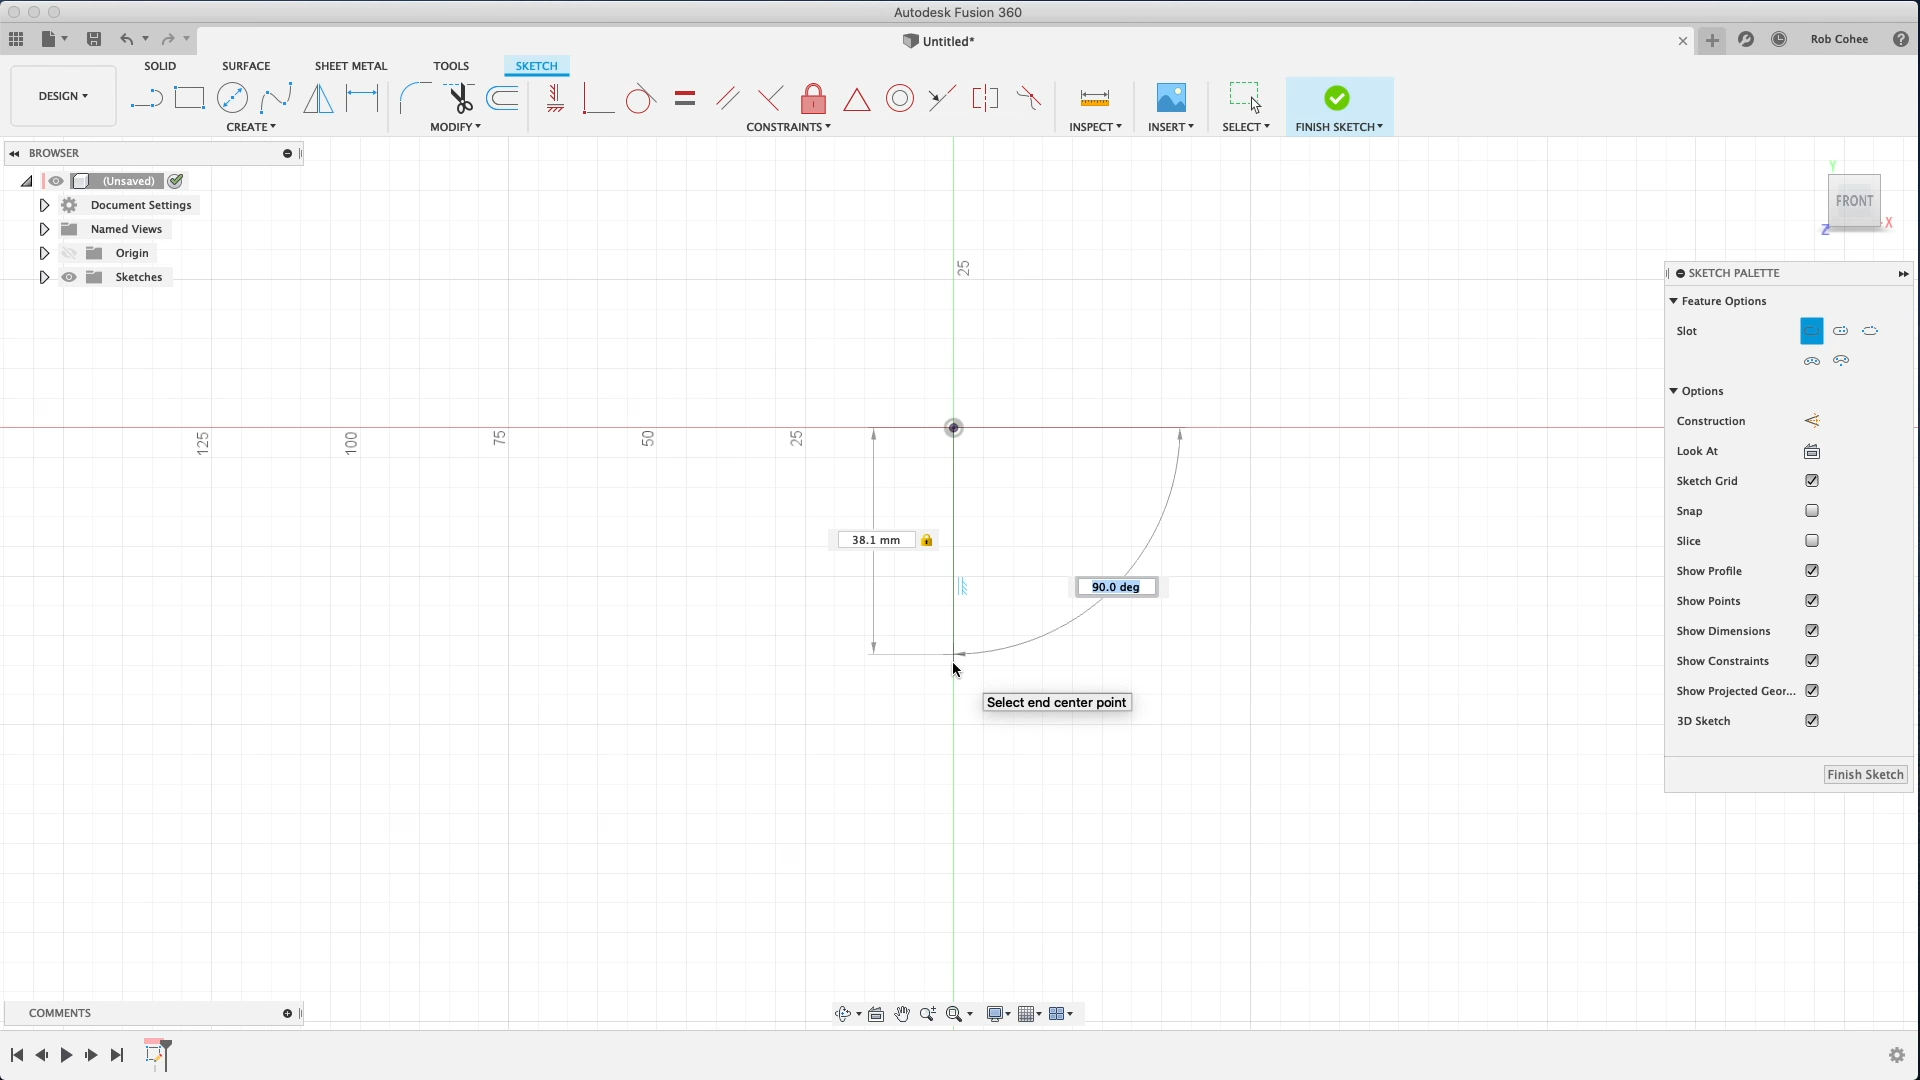 Autodesk Fusion 360
Untitled*
Rob Cohee
SOLID
SURFACE
SHEET METAL
TOOLS
SKETCH
DESIGN
CREATE
MODIFY
CONSTRAINTS
INSPECT
INSERT
SELECT
FINISH SKETCH
BROWSER
(Unsaved)
Document Settings
Named Views
Origin
Sketches
Y
FRONT
Z
X
25
125
100
75
50
25
38.1 mm
90.0 deg
Select end center point
SKETCH PALETTE
Feature Options
Slot
Options
Construction
Look At
Sketch Grid
Snap
Slice
Show Profile
Show Points
Show Dimensions
Show Constraints
Show Projected Geor...
3D Sketch
Finish Sketch
COMMENTS